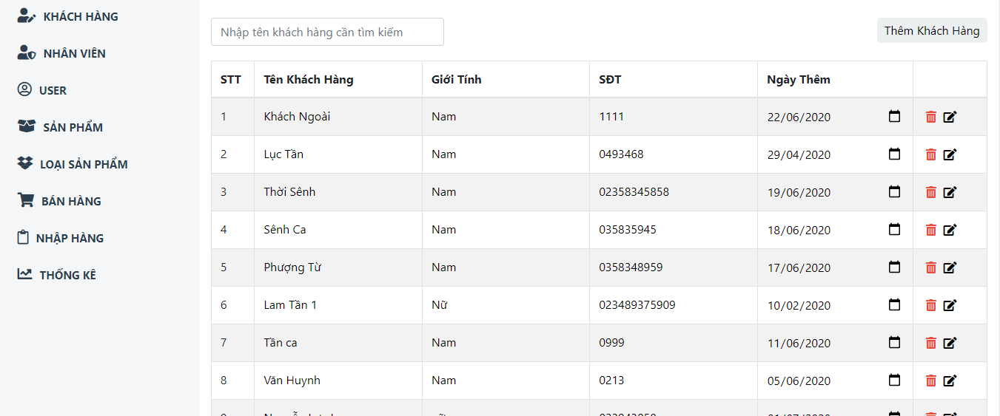 KHÁCH HÀNG
NHÂN VIÊN
USER
SẢN PHẨM
LOẠI SẢN PHẨM
BÁN HÀNG
NHẬP HÀNG
THỐNG KÊ
Nhập tên khách hàng cần tìm kiếm
Thêm Khách Hàng
STT Tên Khách Hàng Giới Tính SĐT Ngày Thêm
1 Khách Ngoài Nam 1111 22/06/2020
2 Lục Tần Nam 0493468 29/04/2020
3 Thời Sênh Nam 02358345858 19/06/2020
4 Sênh Ca Nam 035835945 18/06/2020
5 Phượng Từ Nam 0358348959 17/06/2020
6 Lam Tần 1 Nữ 023489375909 10/02/2020
7 Tần ca Nam 0999 11/06/2020
8 Văn Huynh Nam 0213 05/06/2020